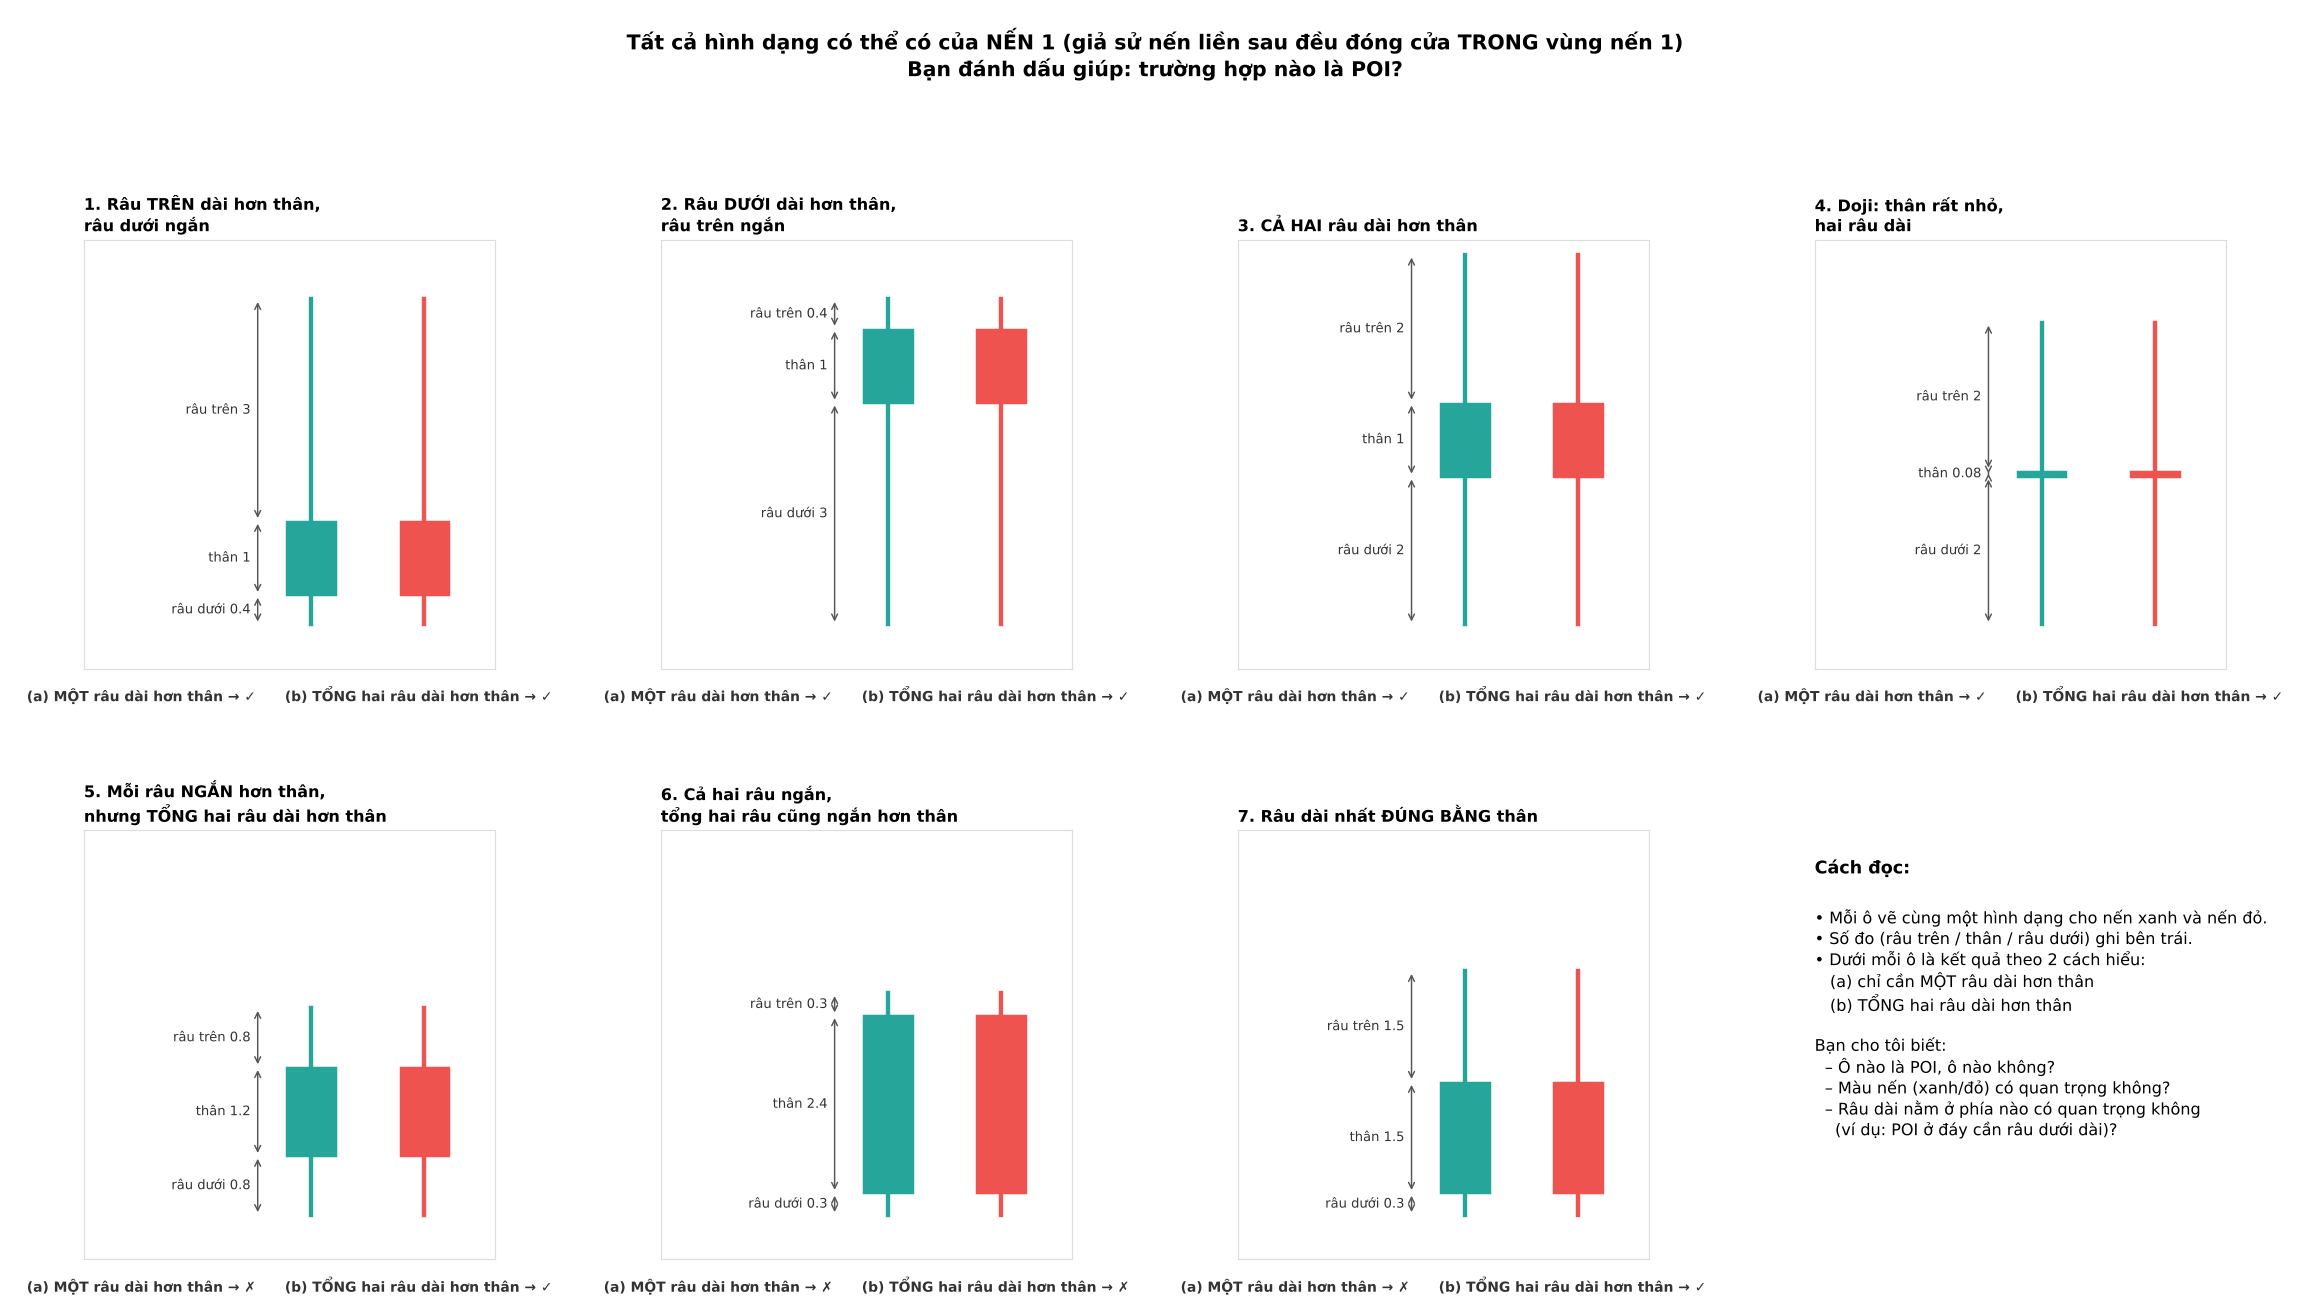 Tất cả hình dạng có thể có của NẾN 1 (giả sử nến liền sau đều đóng cửa TRONG vùng nến 1)
Bạn đánh dấu giúp: trường hợp nào là POI?
1. Râu TRÊN dài hơn thân,
râu dưới ngắn
râu trên 3
thân 1
râu dưới 0.4
(a) MỘT râu dài hơn thân → ✓
(b) TỔNG hai râu dài hơn thân → ✓
2. Râu DƯỚI dài hơn thân,
râu trên ngắn
râu trên 0.4
thân 1
râu dưới 3
(a) MỘT râu dài hơn thân → ✓
(b) TỔNG hai râu dài hơn thân → ✓
3. CẢ HAI râu dài hơn thân
râu trên 2
thân 1
râu dưới 2
(a) MỘT râu dài hơn thân → ✓
(b) TỔNG hai râu dài hơn thân → ✓
4. Doji: thân rất nhỏ,
hai râu dài
râu trên 2
thân 0.08
râu dưới 2
(a) MỘT râu dài hơn thân → ✓
(b) TỔNG hai râu dài hơn thân → ✓
5. Mỗi râu NGẮN hơn thân,
nhưng TỔNG hai râu dài hơn thân
râu trên 0.8
thân 1.2
râu dưới 0.8
(a) MỘT râu dài hơn thân → ✗
(b) TỔNG hai râu dài hơn thân → ✓
6. Cả hai râu ngắn,
tổng hai râu cũng ngắn hơn thân
râu trên 0.3
thân 2.4
râu dưới 0.3
(a) MỘT râu dài hơn thân → ✗
(b) TỔNG hai râu dài hơn thân → ✗
7. Râu dài nhất ĐÚNG BẰNG thân
râu trên 1.5
thân 1.5
râu dưới 0.3
(a) MỘT râu dài hơn thân → ✗
(b) TỔNG hai râu dài hơn thân → ✓
Cách đọc:
• Mỗi ô vẽ cùng một hình dạng cho nến xanh và nến đỏ.
• Số đo (râu trên / thân / râu dưới) ghi bên trái.
• Dưới mỗi ô là kết quả theo 2 cách hiểu:
(a) chỉ cần MỘT râu dài hơn thân
(b) TỔNG hai râu dài hơn thân
Bạn cho tôi biết:
– Ô nào là POI, ô nào không?
– Màu nến (xanh/đỏ) có quan trọng không?
– Râu dài nằm ở phía nào có quan trọng không
(ví dụ: POI ở đáy cần râu dưới dài)?